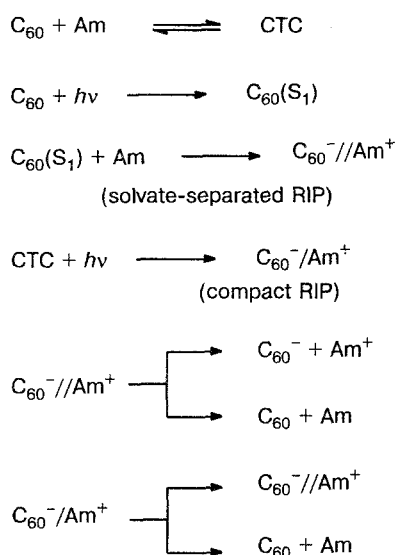 C₆₀ + Am ⇌ CTC
C₆₀ + hν → C₆₀(S₁)
C₆₀(S₁) + Am → C₆₀⁻//Am⁺
(solvate-separated RIP)
CTC + hν → C₆₀⁻/Am⁺
(compact RIP)
C₆₀⁻ + Am⁺
C₆₀⁻//Am⁺
C₆₀ + Am
C₆₀⁻//Am⁺
C₆₀⁻/Am⁺
C₆₀ + Am